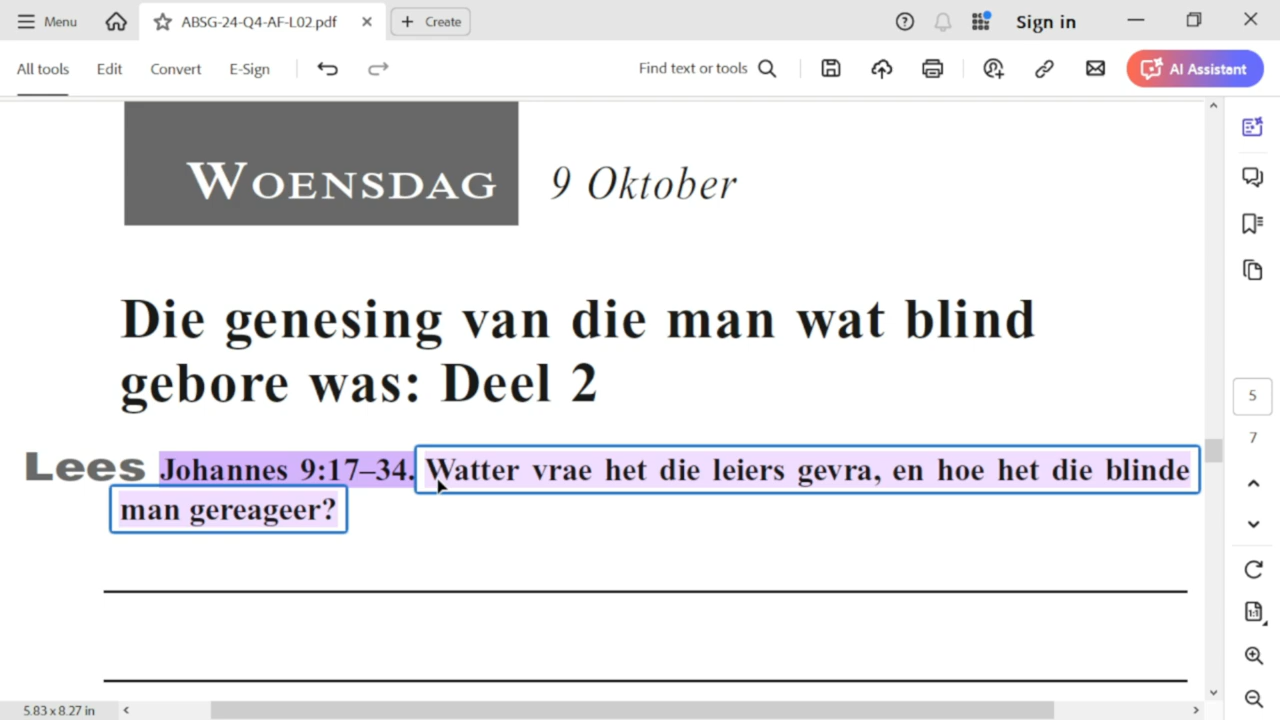 Menu
ABSG-24-Q4-AF-L02.pdf
Create
Sign in
All tools
Edit
Convert
E-Sign
Find text or tools
AI Assistant
WOENSDAG
9 Oktober
Die genesing van die man wat blind
gebore was: Deel 2
Lees Johannes 9:17–34. Watter vrae het die leiers gevra, en hoe het die blinde
man gereageer?
5
7
1:1
5.83 x 8.27 in